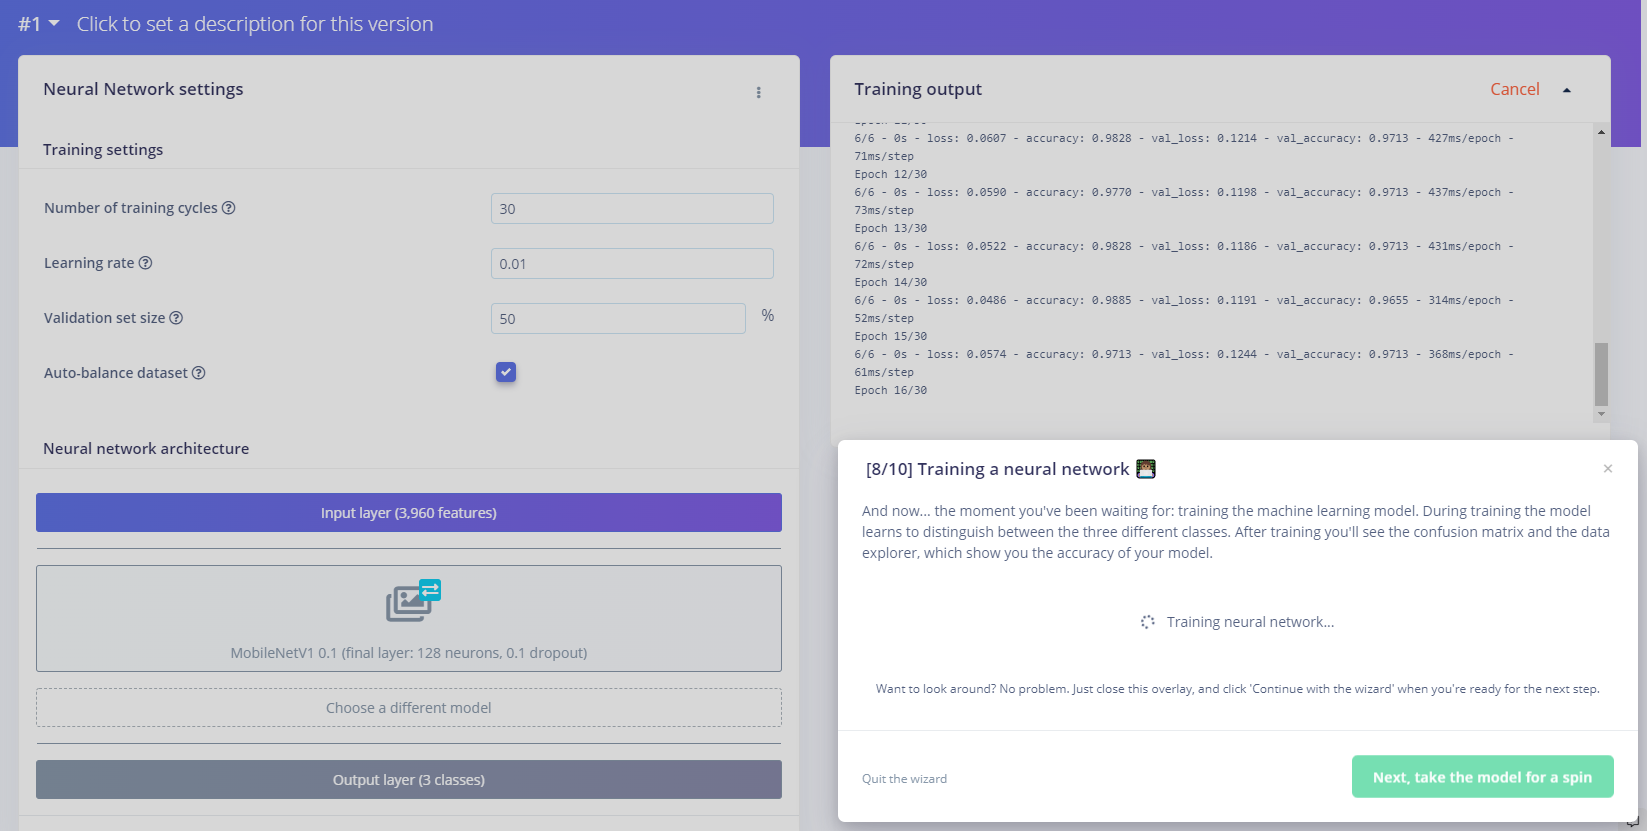 #1 Click to set a description for this version
Neural Network settings
Training settings
Number of training cycles
30
Learning rate
0.01
Validation set size
50
%
Auto-balance dataset
Neural network architecture
Input layer (3,960 features)
MobileNetV1 0.1 (final layer: 128 neurons, 0.1 dropout)
Choose a different model
Output layer (3 classes)
Training output
Cancel
6/6 - 0s - loss: 0.0607 - accuracy: 0.9828 - val_loss: 0.1214 - val_accuracy: 0.9713 - 427ms/epoch -
71ms/step
Epoch 12/30
6/6 - 0s - loss: 0.0590 - accuracy: 0.9770 - val_loss: 0.1198 - val_accuracy: 0.9713 - 437ms/epoch -
73ms/step
Epoch 13/30
6/6 - 0s - loss: 0.0522 - accuracy: 0.9828 - val_loss: 0.1186 - val_accuracy: 0.9713 - 431ms/epoch -
72ms/step
Epoch 14/30
6/6 - 0s - loss: 0.0486 - accuracy: 0.9885 - val_loss: 0.1191 - val_accuracy: 0.9655 - 314ms/epoch -
52ms/step
Epoch 15/30
6/6 - 0s - loss: 0.0574 - accuracy: 0.9713 - val_loss: 0.1244 - val_accuracy: 0.9713 - 368ms/epoch -
61ms/step
Epoch 16/30
[8/10] Training a neural network
And now... the moment you've been waiting for: training the machine learning model. During training the model
learns to distinguish between the three different classes. After training you'll see the confusion matrix and the data
explorer, which show you the accuracy of your model.
Training neural network...
Want to look around? No problem. Just close this overlay, and click 'Continue with the wizard' when you're ready for the next step.
Quit the wizard
Next, take the model for a spin